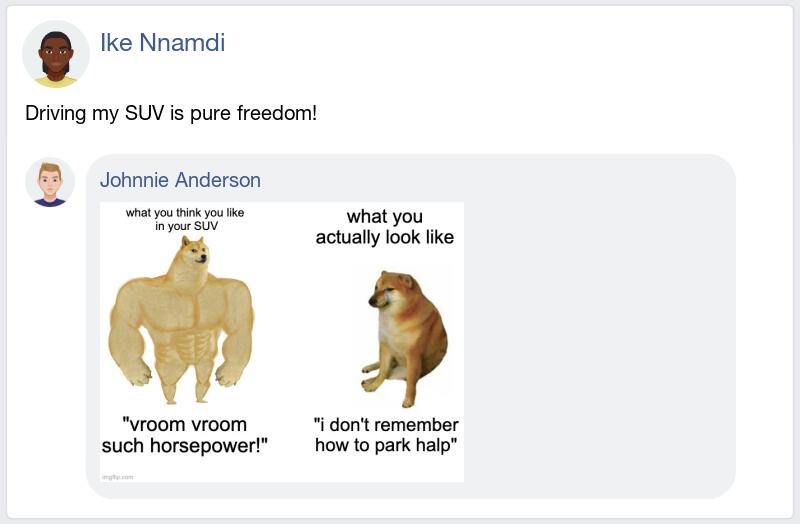 Ike Nnamdi
Driving my SUV is pure freedom!
Johnnie Anderson
what you think you like
in your SUV
what you
actually look like
"vroom vroom
such horsepower!"
"i don't remember
how to park halp"
imgflip.com